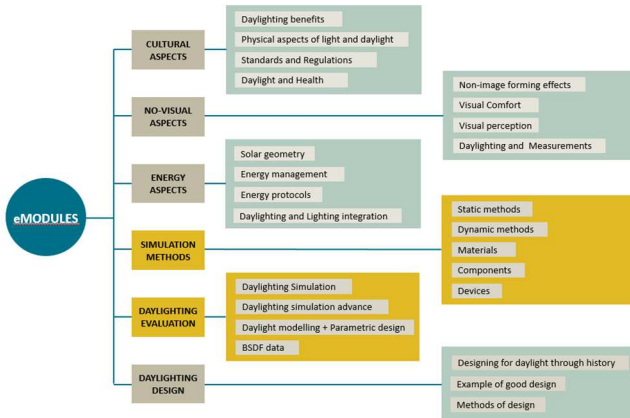 eMODULES
CULTURAL
ASPECTS
Daylighting benefits
Physical aspects of light and daylight
Standards and Regulations
Daylight and Health
NO-VISUAL
ASPECTS
Non-image forming effects
Visual Comfort
Visual perception
Daylighting and Measurements
ENERGY
ASPECTS
Solar geometry
Energy management
Energy protocols
Daylighting and Lighting integration
SIMULATION
METHODS
Static methods
Dynamic methods
Materials
Components
Devices
DAYLIGHTING
EVALUATION
Daylighting Simulation
Daylighting simulation advance
Daylight modelling + Parametric design
BSDF data
DAYLIGHTING
DESIGN
Designing for daylight through history
Example of good design
Methods of design